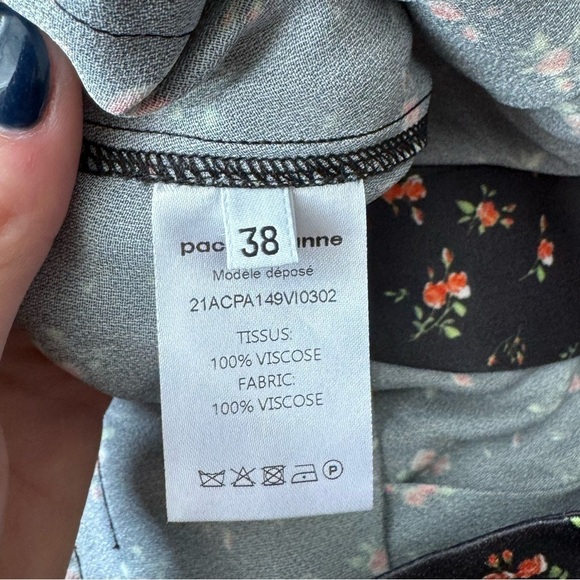 38
pac nne
Modèle déposé
21ACPA149VI0302
TISSUS:
100% VISCOSE
FABRIC:
100% VISCOSE
P